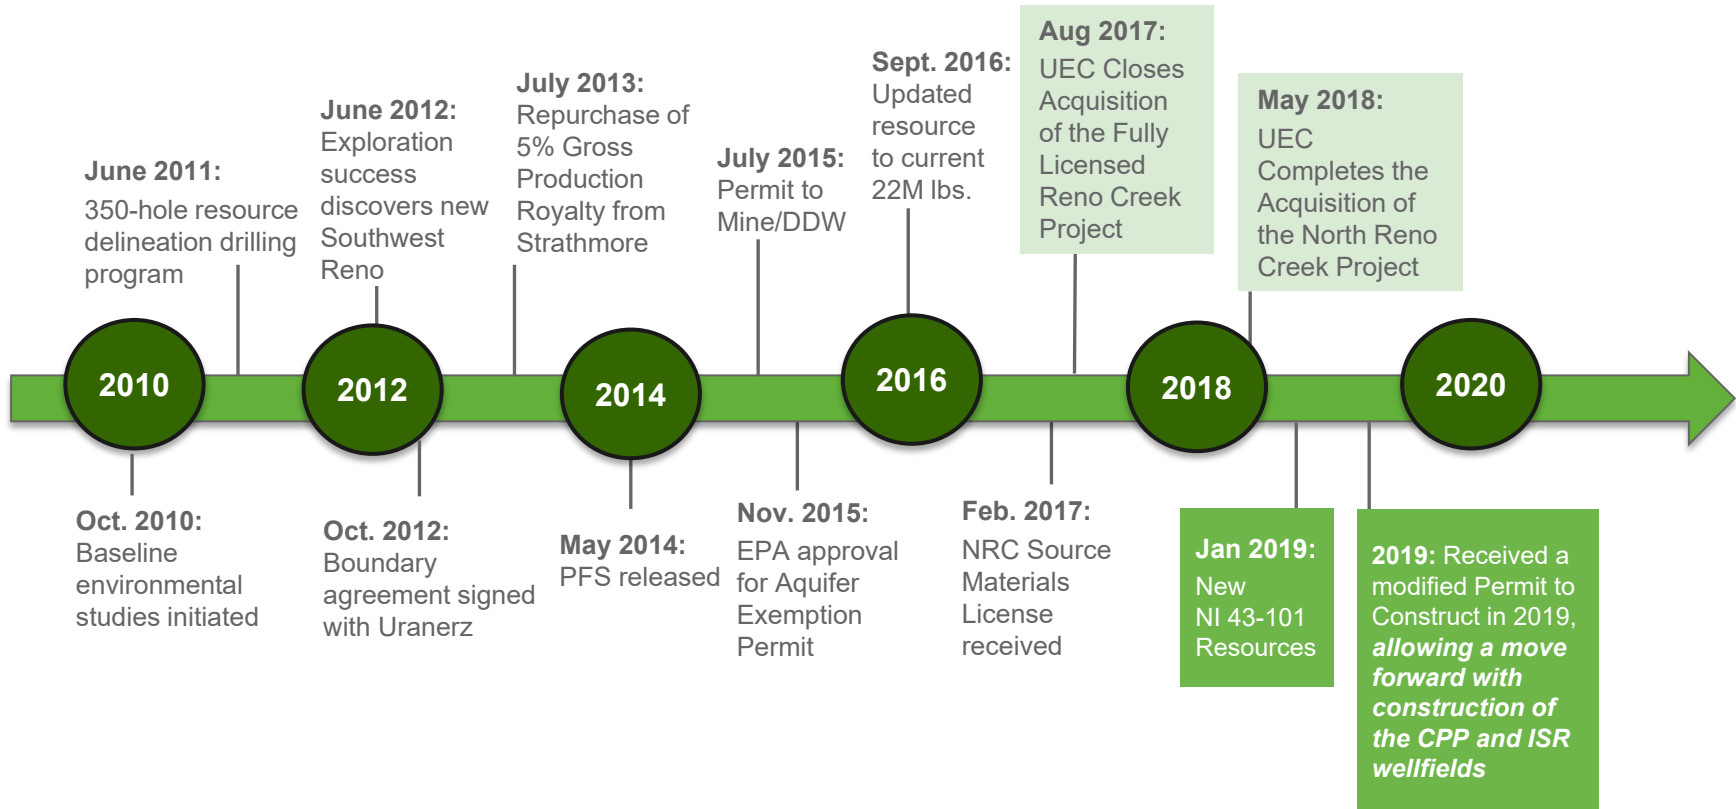 June 2011:
350-hole resource
delineation drilling
program
June 2012:
Exploration
success
discovers new
Southwest
Reno
July 2013:
Repurchase of
5% Gross
Production
Royalty from
Strathmore
July 2015:
Permit to
Mine/DDW
Sept. 2016:
Updated
resource
to current
22M lbs.
Aug 2017:
UEC Closes
Acquisition
of the Fully
Licensed
Reno Creek
Project
May 2018:
UEC
Completes the
Acquisition of
the North Reno
Creek Project
2010
2012
2014
2016
2018
2020
Oct. 2010:
Baseline
environmental
studies initiated
Oct. 2012:
Boundary
agreement signed
with Uranerz
May 2014:
PFS released
Nov. 2015:
EPA approval
for Aquifer
Exemption
Permit
Feb. 2017:
NRC Source
Materials
License
received
Jan 2019:
New
NI 43-101
Resources
2019: Received a
modified Permit to
Construct in 2019,
allowing a move
forward with
construction of
the CPP and ISR
wellfields